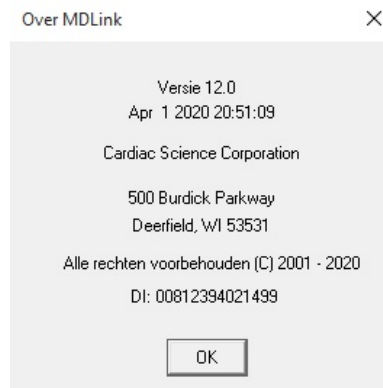 Over MDLink
Versie 12.0
Apr 1 2020 20:51:09
Cardiac Science Corporation
500 Burdick Parkway
Deerfield, WI 53531
Alle rechten voorbehouden (C) 2001 - 2020
DI: 00812394021499
OK